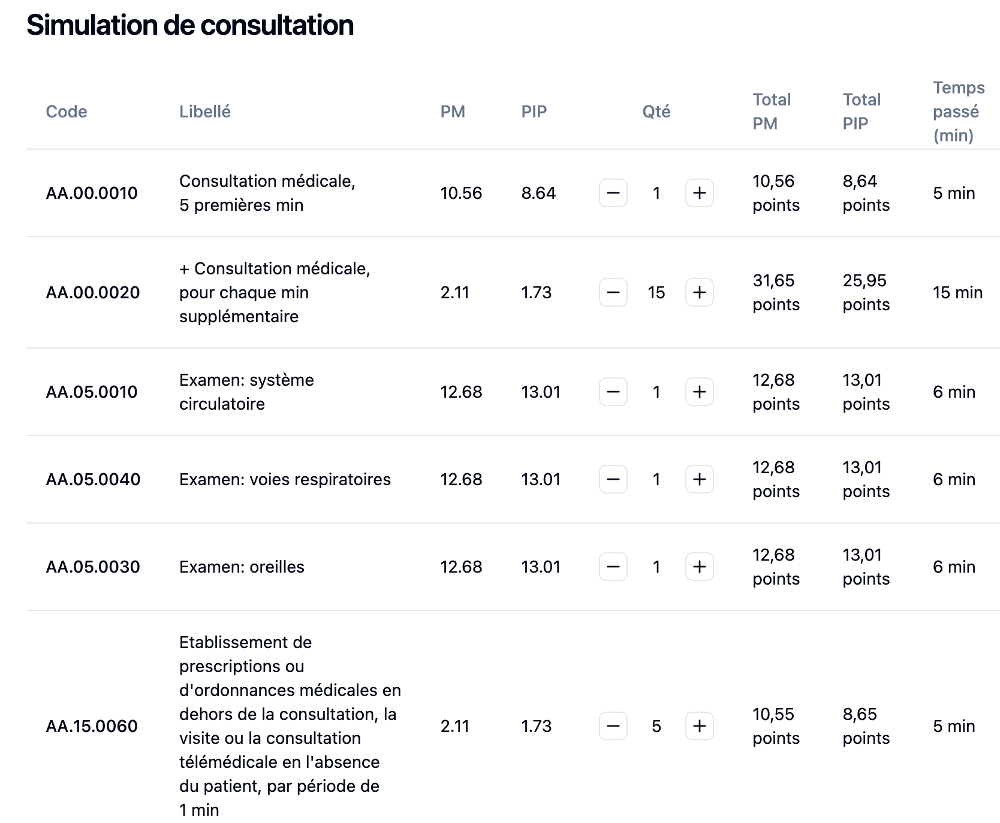 Simulation de consultation
Code Libellé PM PIP Qté Total PM Total PIP Temps passé (min)
AA.00.0010 Consultation médicale, 5 premières min 10.56 8.64 − 1 + 10,56 points 8,64 points 5 min
AA.00.0020 + Consultation médicale, pour chaque min supplémentaire 2.11 1.73 − 15 + 31,65 points 25,95 points 15 min
AA.05.0010 Examen: système circulatoire 12.68 13.01 − 1 + 12,68 points 13,01 points 6 min
AA.05.0040 Examen: voies respiratoires 12.68 13.01 − 1 + 12,68 points 13,01 points 6 min
AA.05.0030 Examen: oreilles 12.68 13.01 − 1 + 12,68 points 13,01 points 6 min
AA.15.0060 Etablissement de prescriptions ou d'ordonnances médicales en dehors de la consultation, la visite ou la consultation télémédicale en l'absence du patient, par période de 1 min 2.11 1.73 − 5 + 10,55 points 8,65 points 5 min